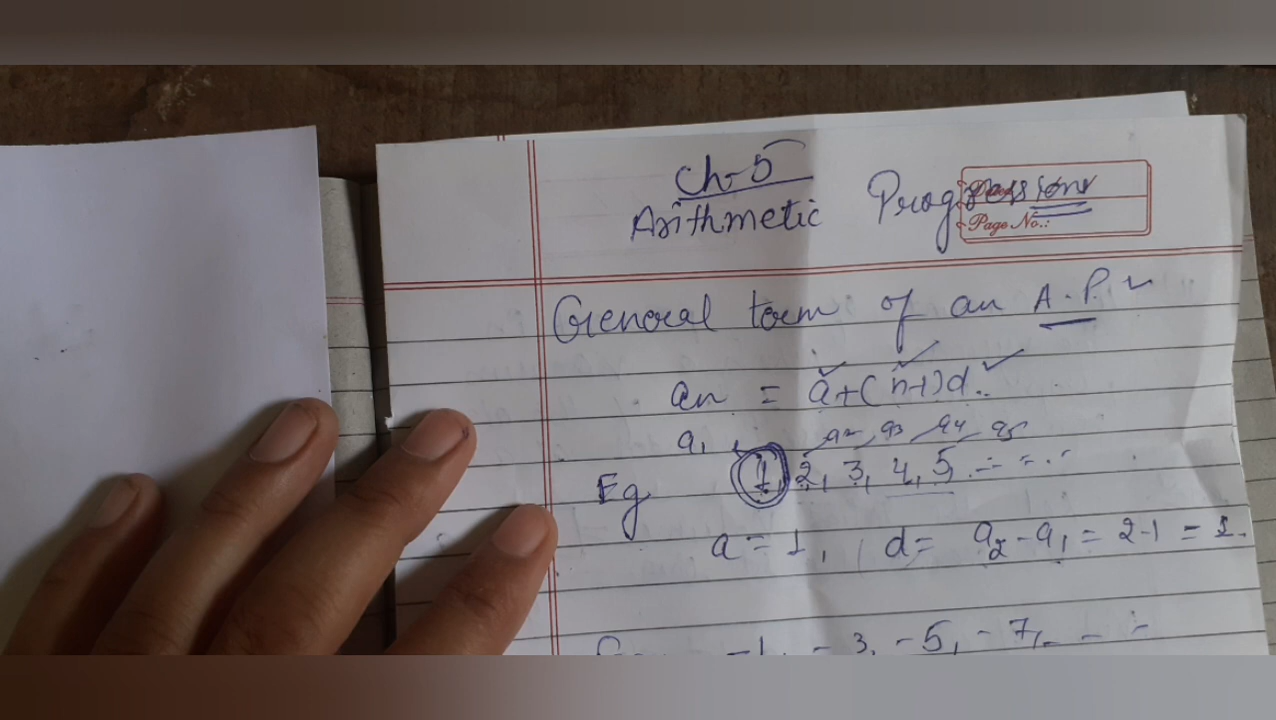 Ch-5
Arithmetic Progressions
Page No.:
General term of an A.P.
an = a+(n-1)d.
a1, a2, a3, a4, a5
Eg 1, 2, 3, 4, 5, - - - -
a = 1, d = a2-a1 = 2-1 = 1.
-1, -3, -5, -7, - - -